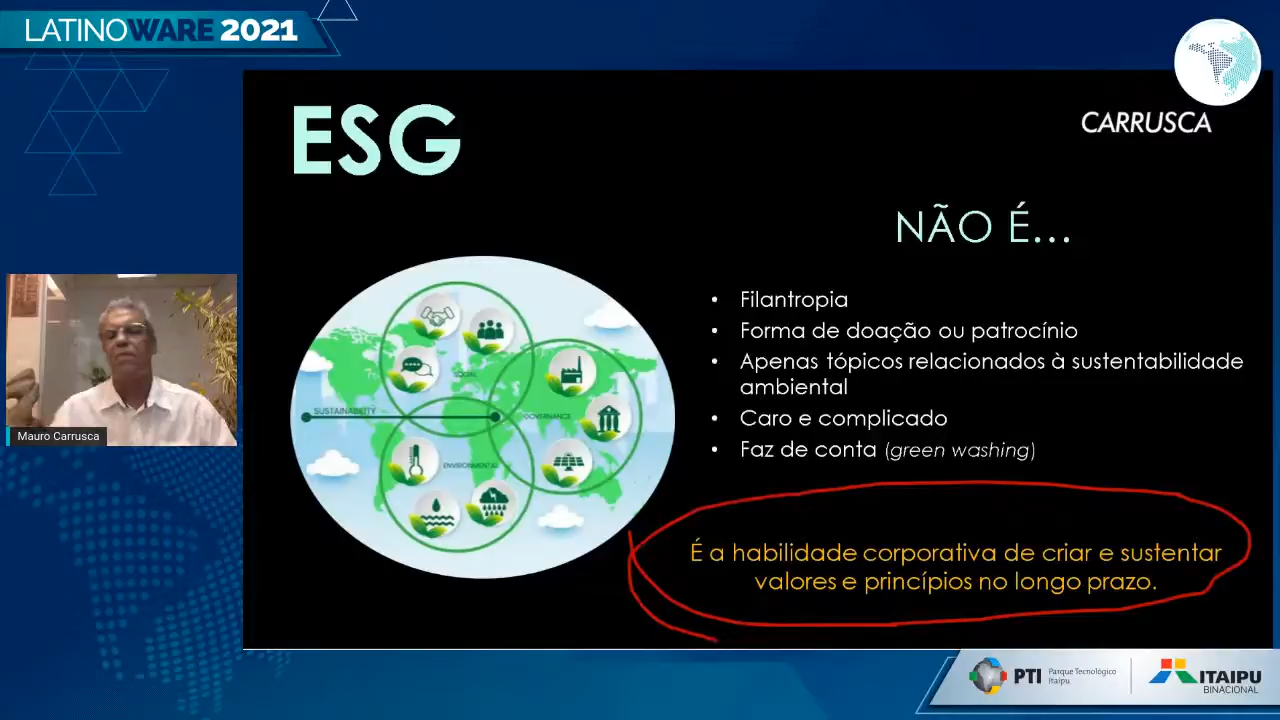 LATINOWARE 2021
ESG
CARRUSCA
NÃO É...
• Filantropia
• Forma de doação ou patrocínio
• Apenas tópicos relacionados à sustentabilidade
ambiental
• Caro e complicado
• Faz de conta (green washing)
SOCIAL
SUSTAINABILITY
GOVERNANCE
ENVIRONMENTAL
Mauro Carrusca
É a habilidade corporativa de criar e sustentar
valores e princípios no longo prazo.
PTI
Parque Tecnológico
Itaipu
ITAIPU
BINACIONAL